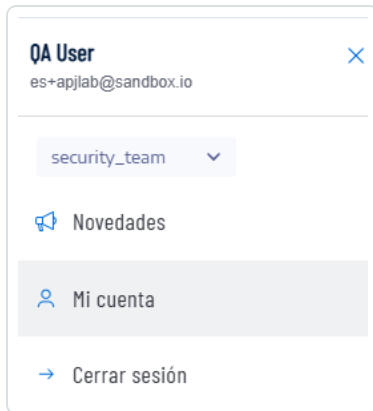 QA User
es+apjlab@sandbox.io
security_team
Novedades
Mi cuenta
Cerrar sesión